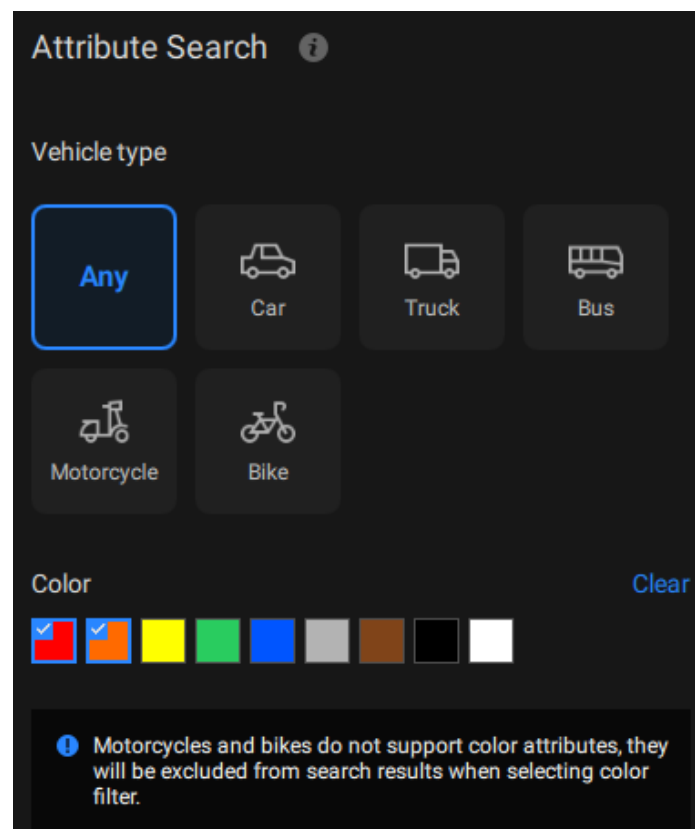 Attribute Search
Vehicle type
Any
Car
Truck
Bus
Motorcycle
Bike
Color
Clear
Motorcycles and bikes do not support color attributes, they
will be excluded from search results when selecting color
filter.